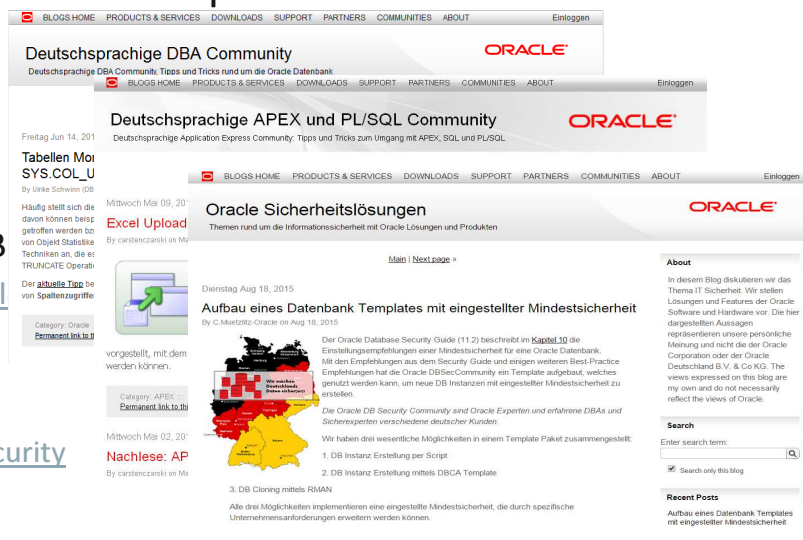 BLOGS HOME PRODUCTS & SERVICES DOWNLOADS SUPPORT PARTNERS COMMUNITIES ABOUT Einloggen
Deutschsprachige DBA Community
ORACLE
Deutschsprachige DBA Community, Tipps und Tricks rund um die Oracle Datenbank
Freitag Jun 14, 201
Tabellen Mor
SYS.COL_U
By Ulrike Schwinn (DB
Häufig stellt sich die
davon können beisp
getroffen werden bz
von Objekt Statistike
Techniken an, die es
TRUNCATE Operati
Der aktuelle Tipp be
von Spaltenzugriffe
Category: Oracle
Permanent link to th
BLOGS HOME PRODUCTS & SERVICES DOWNLOADS SUPPORT PARTNERS COMMUNITIES ABOUT Einloggen
Deutschsprachige APEX und PL/SQL Community
ORACLE
Deutschsprachige Application Express Community: Tipps und Tricks zum Umgang mit APEX, SQL und PL/SQL
Mittwoch Mai 09, 20
Excel Upload
By carstenczarski on Ma
vorgestellt, mit dem
werden können.
Category: APEX :::
Permanent link to this
Mittwoch Mai 02, 20
Nachlese: AP
By carstenczarski on Ma
BLOGS HOME PRODUCTS & SERVICES DOWNLOADS SUPPORT PARTNERS COMMUNITIES ABOUT Einloggen
Oracle Sicherheitslösungen
ORACLE
Themen rund um die Informationssicherheit mit Oracle Lösungen und Produkten
Main | Next page »
Dienstag Aug 18, 2015
Aufbau eines Datenbank Templates mit eingestellter Mindestsicherheit
By C.Muetzlitz-Oracle on Aug 18, 2015
Wir machen
Deutschlands
Daten sicher(er)!
Der Oracle Database Security Guide (11.2) beschreibt im Kapitel 10 die
Einstellungsempfehlungen einer Mindestsicherheit für eine Oracle Datenbank.
Mit den Empfehlungen aus dem Security Guide und einigen weiteren Best-Practice
Empfehlungen hat die Oracle DBSecCommunity ein Template aufgebaut, welches
genutzt werden kann, um neue DB Instanzen mit eingestellter Mindestsicherheit zu
erstellen.
Die Oracle DB Security Community sind Oracle Experten und erfahrene DBAs und
Sicherexperten verschiedene deutscher Kunden.
Wir haben drei wesentliche Möglichkeiten in einem Template Paket zusammengestellt:
1. DB Instanz Erstellung per Script
2. DB Instanz Erstellung mittels DBCA Template
3. DB Cloning mittels RMAN
Alle drei Möglichkeiten implementieren eine eingestellte Mindestsicherheit, die durch spezifische
Unternehmensanforderungen erweitern werden können.
About
In diesem Blog diskutieren wir das
Thema IT Sicherheit. Wir stellen
Lösungen und Features der Oracle
Software und Hardware vor. Die hier
dargestellten Aussagen
repräsentieren unsere persönliche
Meinung und nicht die der Oracle
Corporation oder der Oracle
Deutschland B.V. & Co KG. The
views expressed on this blog are
my own and do not necessarily
reflect the views of Oracle.
Search
Enter search term:
Search only this blog
Recent Posts
Aufbau eines Datenbank Templates
mit eingestellter Mindestsicherheit
curity